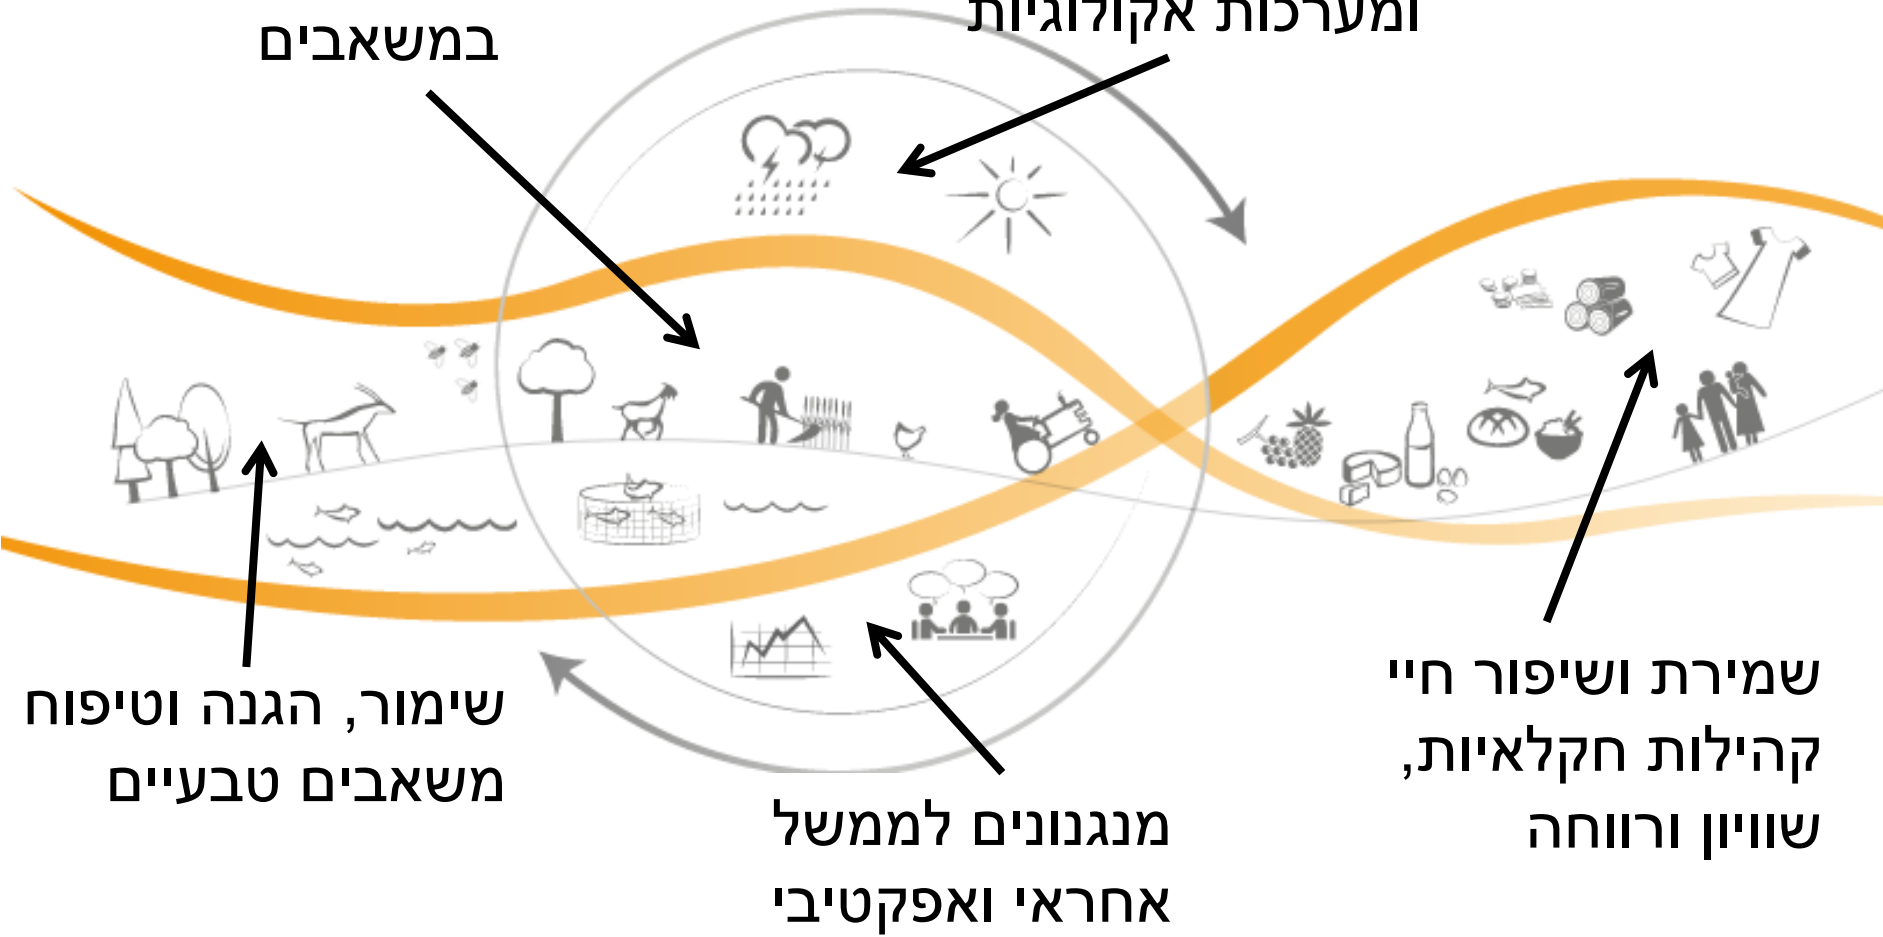 ומערכות אקולוגיות
במשאבים
שמירת ושיפור חיי
קהילות חקלאיות,
שוויון ורווחה
מנגנונים לממשל
אחראי ואפקטיבי
שימור, הגנה וטיפוח
משאבים טבעיים